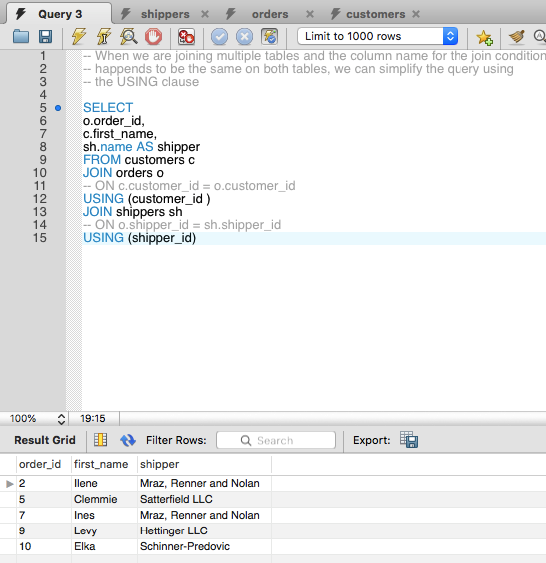 Query 3
shippers
orders
customers
Limit to 1000 rows
1 -- When we are joining multiple tables and the column name for the join condition
2 -- happends to be the same on both tables, we can simplify the query using
3 -- the USING clause
4
5 SELECT
6 o.order_id,
7 c.first_name,
8 sh.name AS shipper
9 FROM customers c
10 JOIN orders o
11 -- ON c.customer_id = o.customer_id
12 USING (customer_id )
13 JOIN shippers sh
14 -- ON o.shipper_id = sh.shipper_id
15 USING (shipper_id)
100% 19:15
Result Grid Filter Rows: Search Export:
order_id first_name shipper
2 Ilene Mraz, Renner and Nolan
5 Clemmie Satterfield LLC
7 Ines Mraz, Renner and Nolan
9 Levy Hettinger LLC
10 Elka Schinner-Predovic